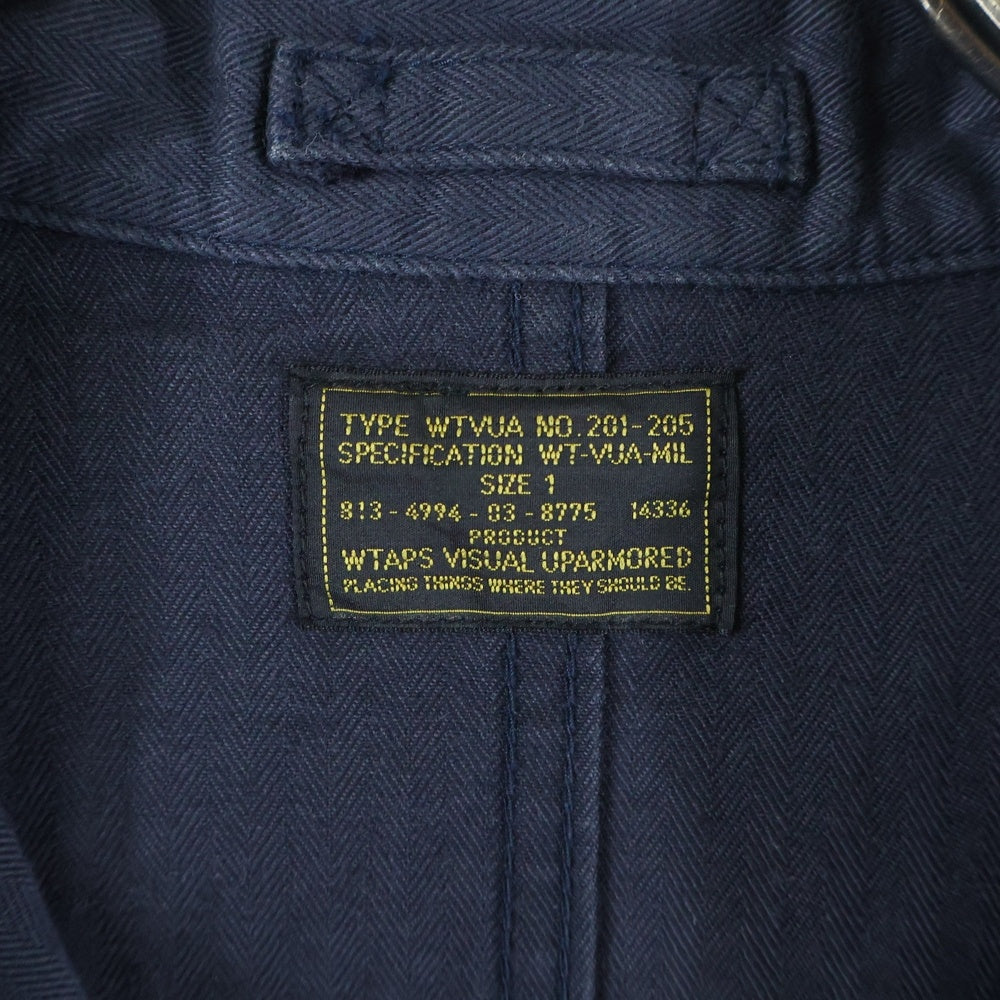 TYPE WTVUA NO. 201-205
SPECIFICATION WT-VUA-MIL
SIZE 1
813-4994-03-8775 14336
PRODUCT
WTAPS VISUAL UPARMORED
PLACING THINGS WHERE THEY SHOULD BE.